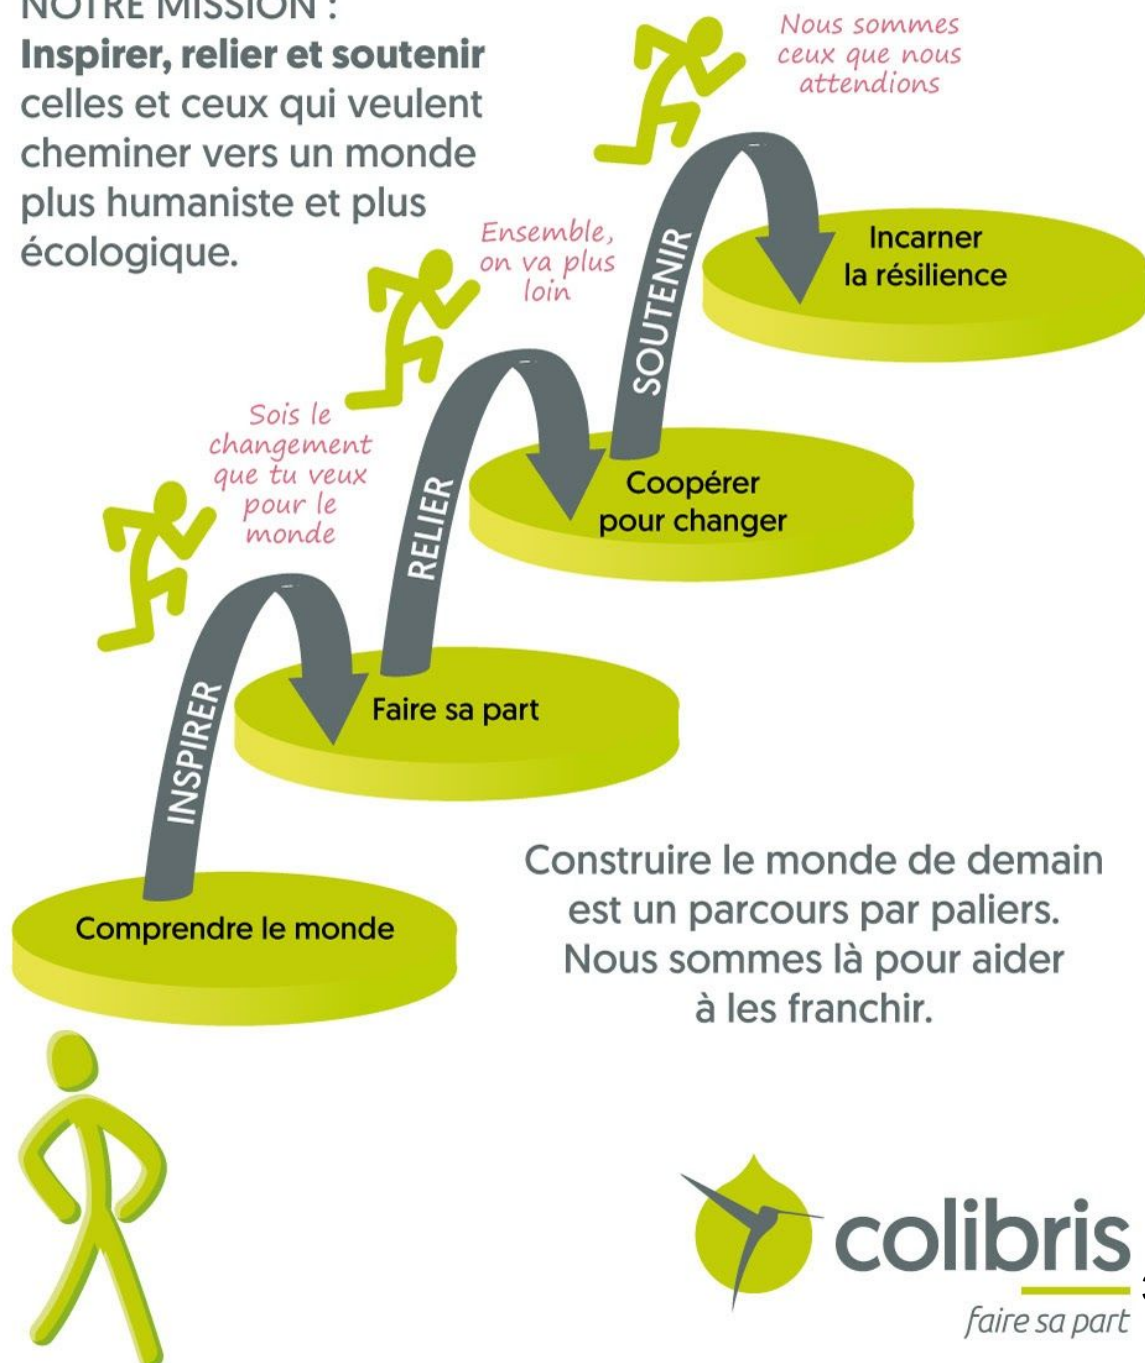 NOTRE MISSION :
Inspirer, relier et soutenir
celles et ceux qui veulent
cheminer vers un monde
plus humaniste et plus
écologique.
Nous sommes
ceux que nous
attendions
SOUTENIR
Incarner
la résilience
Ensemble,
on va plus
loin
RELIER
Coopérer
pour changer
Sois le
changement
que tu veux
pour le
monde
INSPIRER
Faire sa part
Comprendre le monde
Construire le monde de demain
est un parcours par paliers.
Nous sommes là pour aider
à les franchir.
colibris
faire sa part